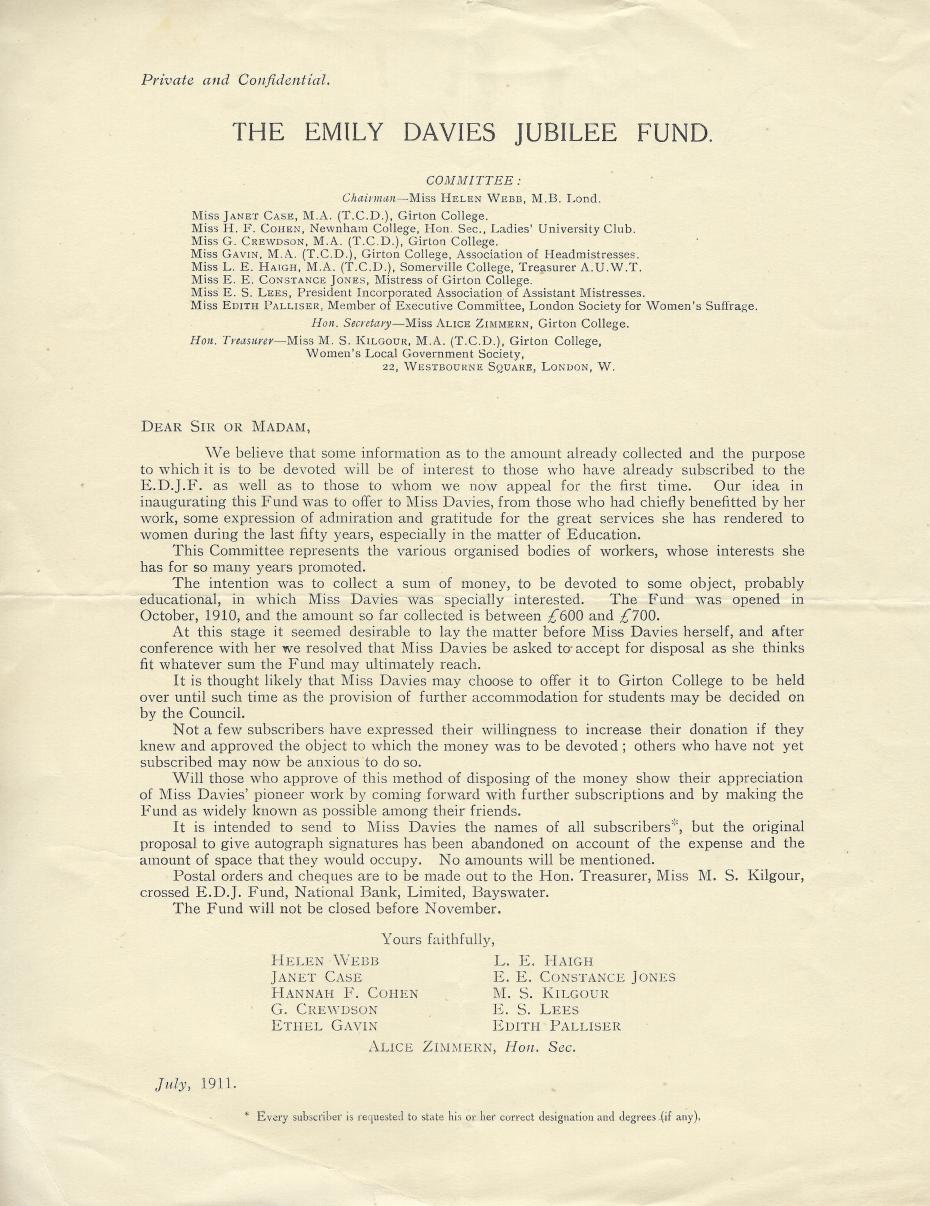 Private and Confidential.
THE EMILY DAVIES JUBILEE FUND.
COMMITTEE :
Chairman—Miss HELEN WEBB, M.B. Lond.
Miss JANET CASE, M.A. (T.C.D.), Girton College.
Miss H. F. COHEN, Newnham College, Hon. Sec., Ladies' University Club.
Miss G. CREWDSON, M.A. (T.C.D.), Girton College.
Miss GAVIN, M.A. (T.C.D.), Girton College, Association of Headmistresses.
Miss L. E. HAIGH, M.A. (T.C.D.), Somerville College, Treasurer A.U.W.T.
Miss E. E. CONSTANCE JONES, Mistress of Girton College.
Miss E. S. LEES, President Incorporated Association of Assistant Mistresses.
Miss EDITH PALLISER, Member of Executive Committee, London Society for Women's Suffrage.
Hon. Secretary—Miss ALICE ZIMMERN, Girton College.
Hon. Treasurer—Miss M. S. KILGOUR, M.A. (T.C.D.), Girton College,
Women's Local Government Society,
22, WESTBOURNE SQUARE, LONDON, W.
DEAR SIR OR MADAM,
We believe that some information as to the amount already collected and the purpose
to which it is to be devoted will be of interest to those who have already subscribed to the
E.D.J.F. as well as to those to whom we now appeal for the first time. Our idea in
inaugurating this Fund was to offer to Miss Davies, from those who had chiefly benefitted by her
work, some expression of admiration and gratitude for the great services she has rendered to
women during the last fifty years, especially in the matter of Education.
This Committee represents the various organised bodies of workers, whose interests she
has for so many years promoted.
The intention was to collect a sum of money, to be devoted to some object, probably
educational, in which Miss Davies was specially interested. The Fund was opened in
October, 1910, and the amount so far collected is between £600 and £700.
At this stage it seemed desirable to lay the matter before Miss Davies herself, and after
conference with her we resolved that Miss Davies be asked to accept for disposal as she thinks
fit whatever sum the Fund may ultimately reach.
It is thought likely that Miss Davies may choose to offer it to Girton College to be held
over until such time as the provision of further accommodation for students may be decided on
by the Council.
Not a few subscribers have expressed their willingness to increase their donation if they
knew and approved the object to which the money was to be devoted ; others who have not yet
subscribed may now be anxious to do so.
Will those who approve of this method of disposing of the money show their appreciation
of Miss Davies' pioneer work by coming forward with further subscriptions and by making the
Fund as widely known as possible among their friends.
It is intended to send to Miss Davies the names of all subscribers*, but the original
proposal to give autograph signatures has been abandoned on account of the expense and the
amount of space that they would occupy. No amounts will be mentioned.
Postal orders and cheques are to be made out to the Hon. Treasurer, Miss M. S. Kilgour,
crossed E.D.J. Fund, National Bank, Limited, Bayswater.
The Fund will not be closed before November.
Yours faithfully,
HELEN WEBB
JANET CASE
HANNAH F. COHEN
G. CREWDSON
ETHEL GAVIN
L. E. HAIGH
E. E. CONSTANCE JONES
M. S. KILGOUR
E. S. LEES
EDITH PALLISER
ALICE ZIMMERN, Hon. Sec.
July, 1911.
* Every subscriber is requested to state his or her correct designation and degrees (if any).